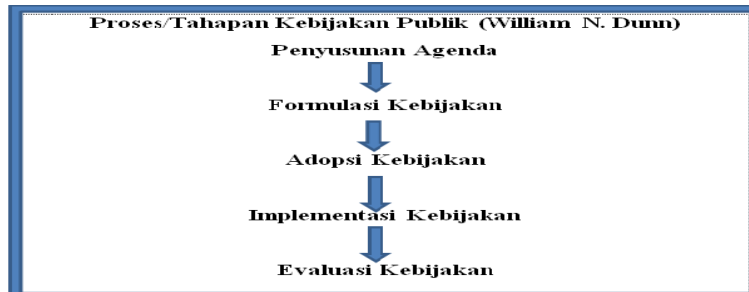 Proses/Tahapan Kebijakan Publik (William N. Dunn)
Penyusunan Agenda
Formulasi Kebijakan
Adopsi Kebijakan
Implementasi Kebijakan
Evaluasi Kebijakan